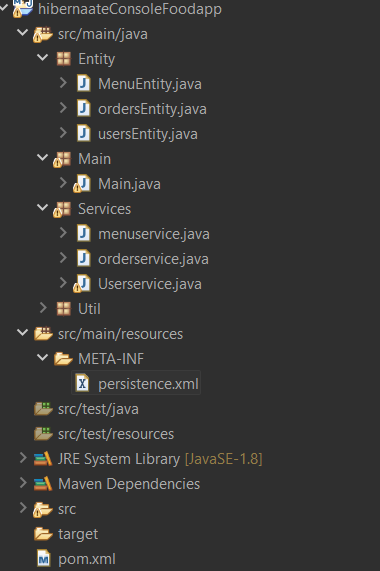 hibernaateConsoleFoodapp
src/main/java
Entity
MenuEntity.java
ordersEntity.java
usersEntity.java
Main
Main.java
Services
menuservice.java
orderservice.java
Userservice.java
Util
src/main/resources
META-INF
persistence.xml
src/test/java
src/test/resources
JRE System Library [JavaSE-1.8]
Maven Dependencies
src
target
pom.xml